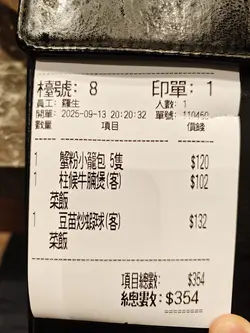 檯號: 8 印單: 1
員工: 羅生 人數: 1
開單: 2025-09-13 20:20:32 單號: 110450
數量 項目 價錢
1 蟹粉小籠包 5隻 $120
1 柱候牛腩煲(客) $102
菜飯
1 豆苗炒蝦球(客) $132
菜飯
項目總數: $354
總數: $354